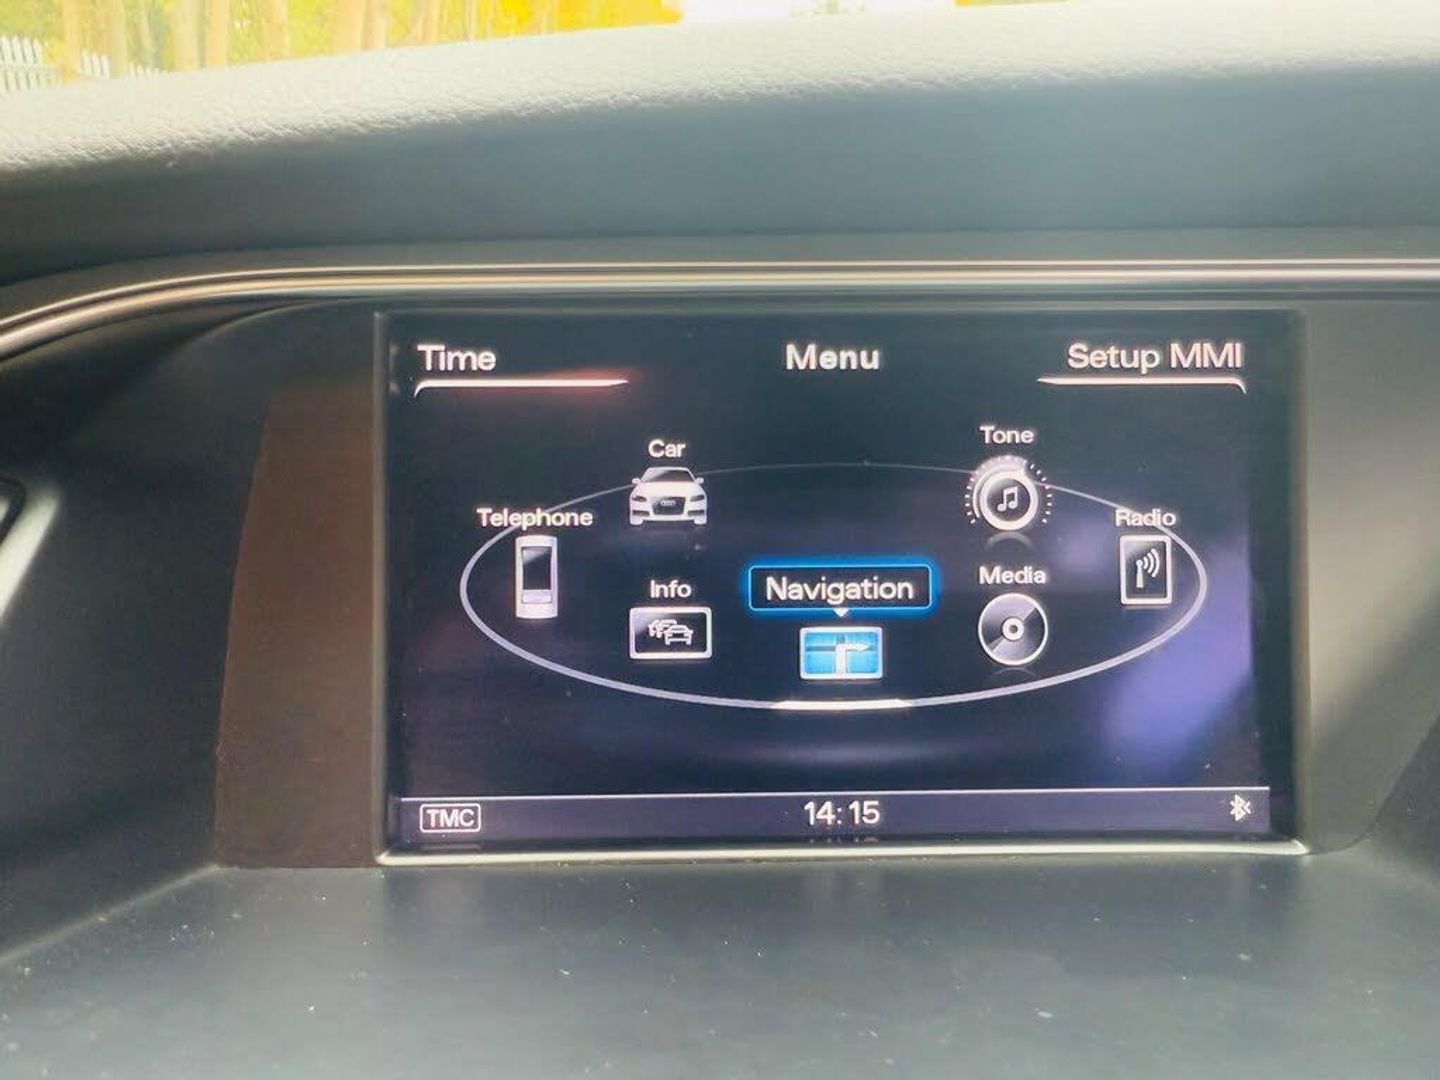 Time
Menu
Setup MMI
Car
Tone
Telephone
Radio
Info
Navigation
Media
TMC
14:15